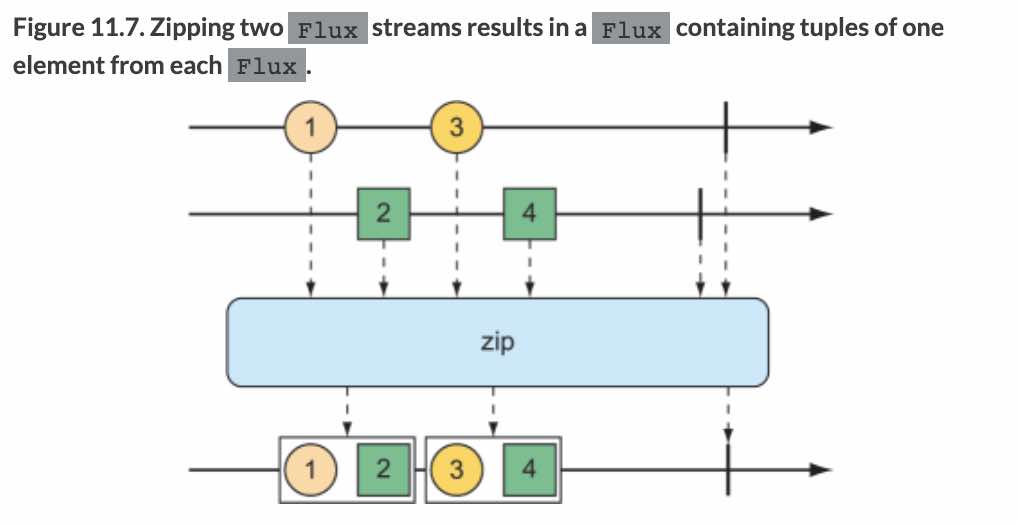 Figure 11.7. Zipping two Flux streams results in a Flux containing tuples of one
element from each Flux.
1 3
2 4
zip
1 2 3 4